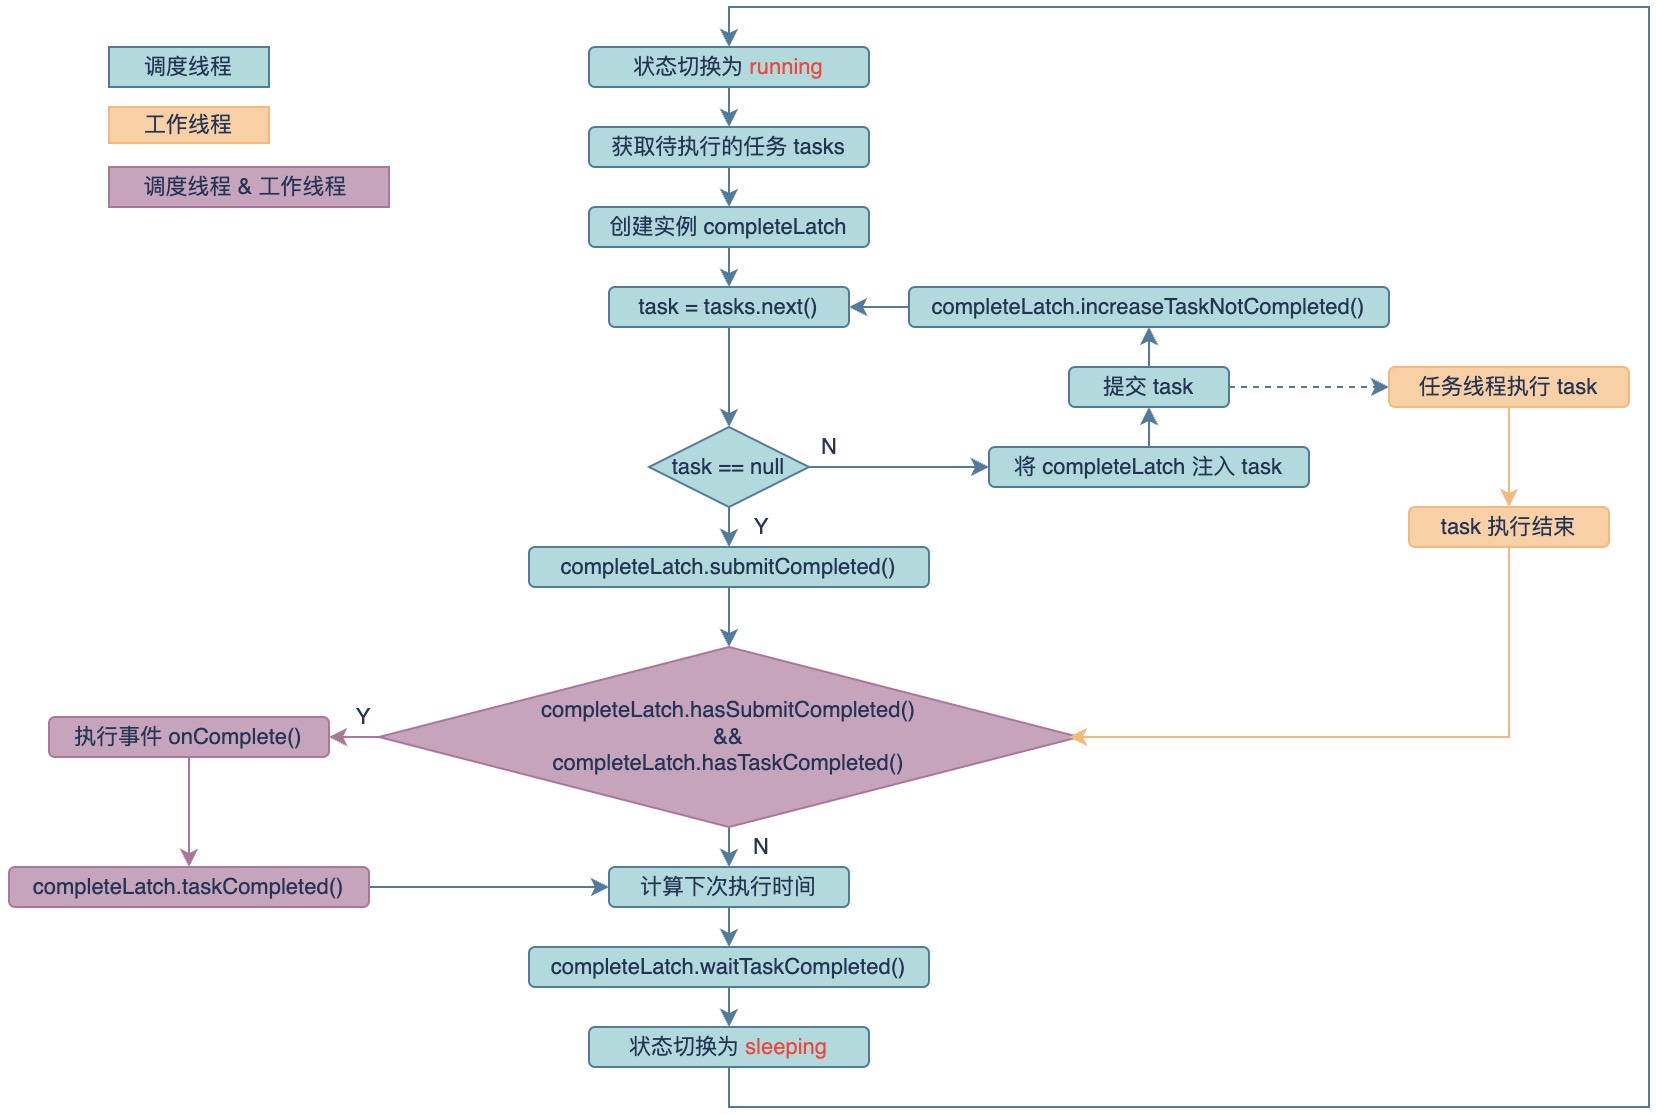 调度线程
工作线程
调度线程 & 工作线程
状态切换为 running
获取待执行的任务 tasks
创建实例 completeLatch
task = tasks.next()
completeLatch.increaseTaskNotCompleted()
提交 task
任务线程执行 task
task == null
N
将 completeLatch 注入 task
Y
task 执行结束
completeLatch.submitCompleted()
completeLatch.hasSubmitCompleted()
&&
completeLatch.hasTaskCompleted()
Y
执行事件 onComplete()
N
completeLatch.taskCompleted()
计算下次执行时间
completeLatch.waitTaskCompleted()
状态切换为 sleeping